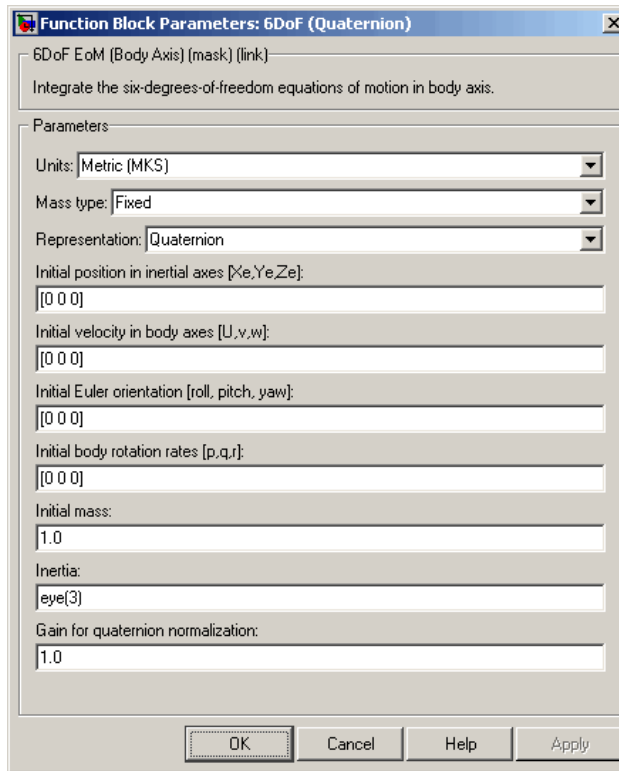 Function Block Parameters: 6DoF (Quaternion)
6DoF EoM (Body Axis) (mask) (link)
Integrate the six-degrees-of-freedom equations of motion in body axis.
Parameters
Units: Metric (MKS)
Mass type: Fixed
Representation: Quaternion
Initial position in inertial axes [Xe,Ye,Ze]:
[0 0 0]
Initial velocity in body axes [U,v,w]:
[0 0 0]
Initial Euler orientation [roll, pitch, yaw]:
[0 0 0]
Initial body rotation rates [p,q,r]:
[0 0 0]
Initial mass:
1.0
Inertia:
eye(3)
Gain for quaternion normalization:
1.0
OK Cancel Help Apply